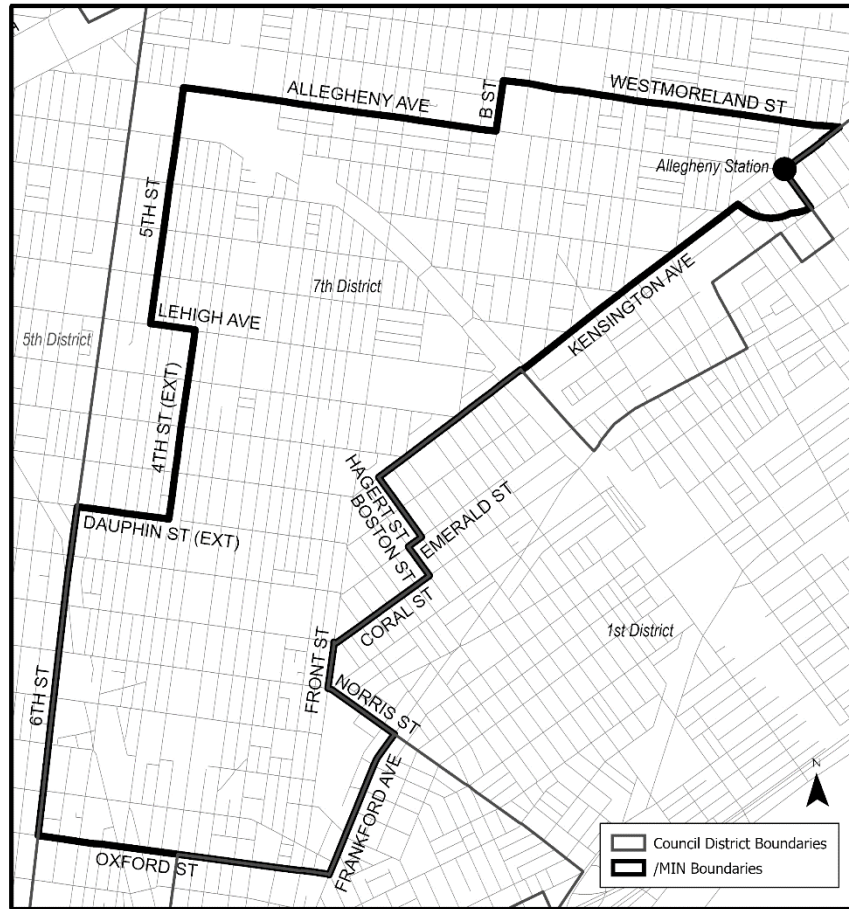 A
ALLEGHENY AVE
B ST
WESTMORELAND ST
Allegheny Station
5TH ST
7th District
KENSINGTON AVE
LEHIGH AVE
5th District
4TH ST (EXT)
HAGERT ST
BOSTON ST
EMERALD ST
DAUPHIN ST (EXT)
CORAL ST
1st District
FRONT ST
NORRIS ST
6TH ST
FRANKFORD AVE
OXFORD ST
N
Council District Boundaries
/MIN Boundaries